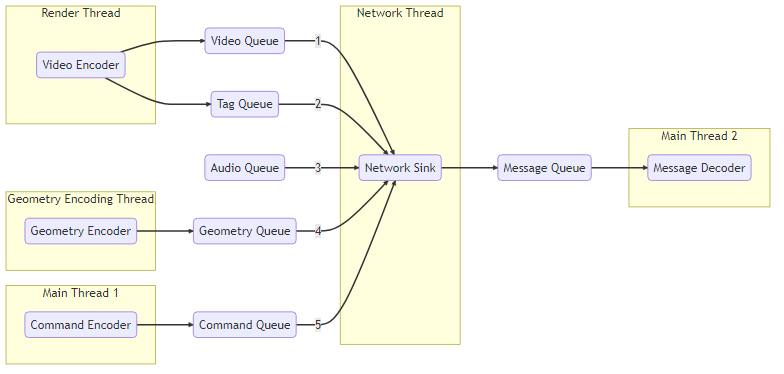 Render Thread
Network Thread
Video Encoder
Video Queue
1
Tag Queue
2
Main Thread 2
Audio Queue
3
Network Sink
Message Queue
Message Decoder
Geometry Encoding Thread
Geometry Encoder
Geometry Queue
4
Main Thread 1
Command Encoder
Command Queue
5